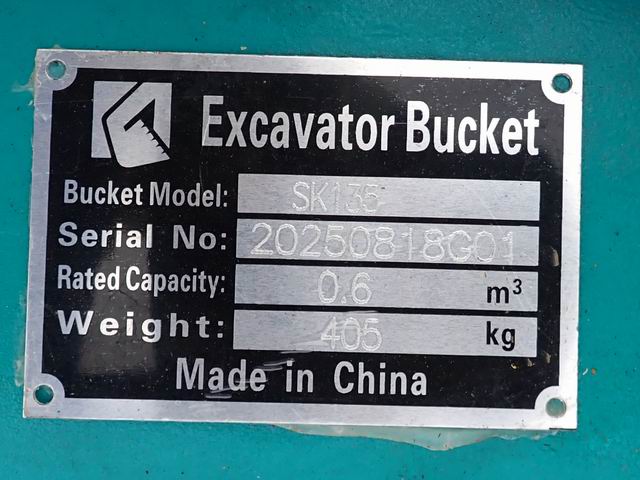 Excavator Bucket
Bucket Model: SK135
Serial No: 20250818G01
Rated Capacity: 0.6 m³
Weight: 405 kg
Made in China